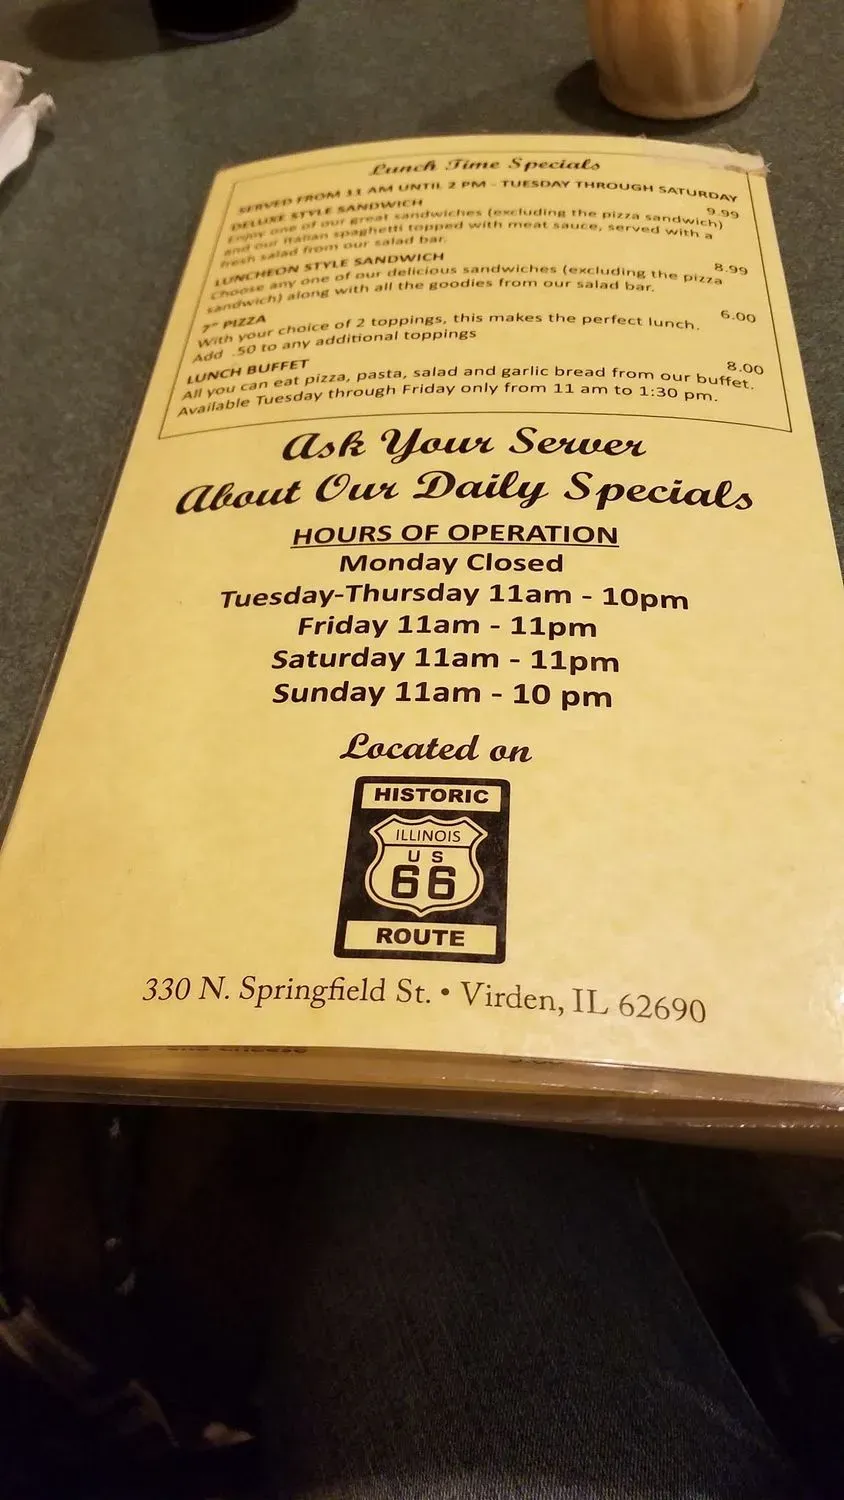 Lunch Time Specials
SERVED FROM 11 AM UNTIL 2 PM - TUESDAY THROUGH SATURDAY
DELUXE STYLE SANDWICH 9.99
Enjoy one of our great sandwiches (excluding the pizza sandwich)
and our Italian spaghetti topped with meat sauce, served with a
fresh salad from our salad bar.
LUNCHEON STYLE SANDWICH 8.99
Choose any one of our delicious sandwiches (excluding the pizza
sandwich) along with all the goodies from our salad bar.
7" PIZZA 6.00
With your choice of 2 toppings, this makes the perfect lunch.
Add .50 to any additional toppings
LUNCH BUFFET 8.00
All you can eat pizza, pasta, salad and garlic bread from our buffet.
Available Tuesday through Friday only from 11 am to 1:30 pm.
Ask Your Server
About Our Daily Specials
HOURS OF OPERATION
Monday Closed
Tuesday-Thursday 11am - 10pm
Friday 11am - 11pm
Saturday 11am - 11pm
Sunday 11am - 10 pm
Located on
HISTORIC
ILLINOIS
U S
66
ROUTE
330 N. Springfield St. • Virden, IL 62690